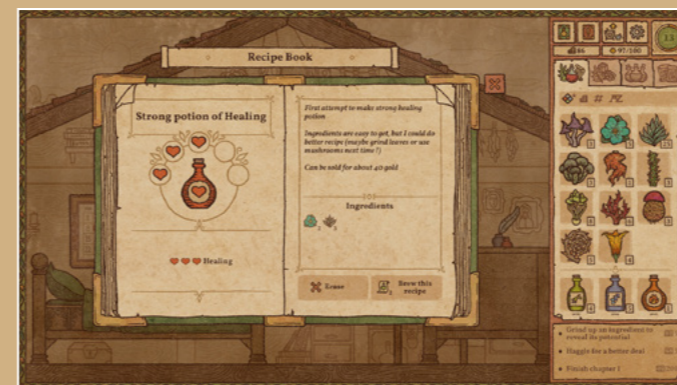 Recipe Book
Strong potion of Healing
Healing
First attempt to make strong healing
potion
Ingredients are easy to get, but I could do
better recipe (maybe grind leaves or use
mushrooms next time!)
Can be sold for about 40 gold
Ingredients
Erase
Brew this
recipe
97/100
13
Grind up an ingredient to
reveal its potential
Haggle for a better deal
Finish chapter 1